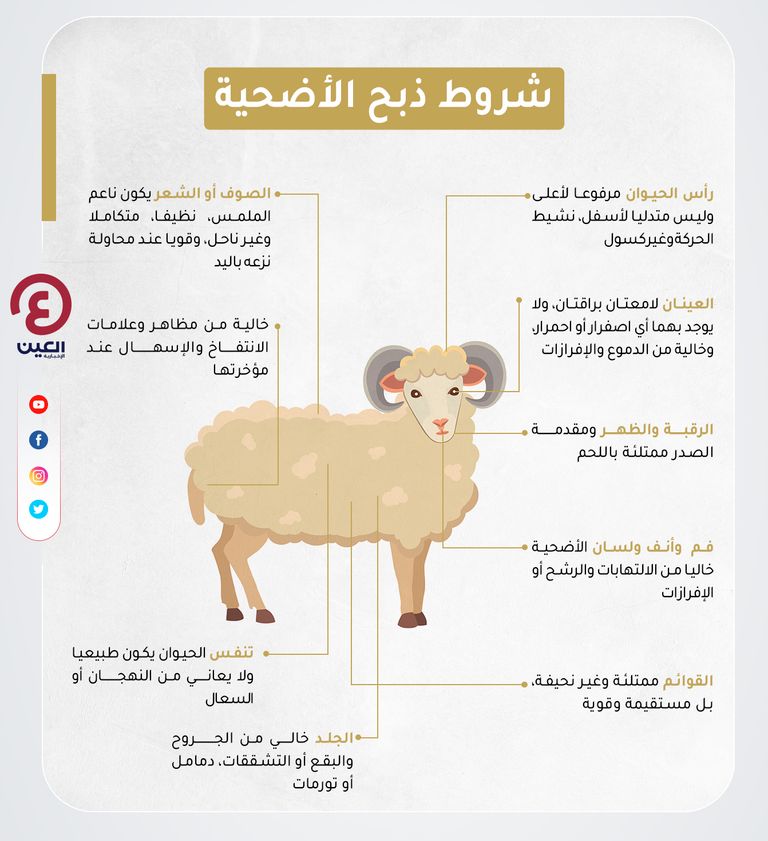 شروط ذبح الأضحية
رأس الحيوان مرفوعا لأعلى
وليس متدليا لأسفل، نشيط
الحركة وغير كسول
العينان لامعتان براقتان، ولا
يوجد بهما أي اصفرار أو احمرار،
وخالية من الدموع والإفرازات
الرقبة والظهر ومقدمة
الصدر ممتلئة باللحم
فم وأنف ولسان الأضحية
خاليا من الالتهابات والرشح أو
الإفرازات
القوائم ممتلئة وغير نحيفة،
بل مستقيمة وقوية
الصوف أو الشعر يكون ناعم
الملمس، نظيفا، متكاملا
وغير ناحل، وقويا عند محاولة
نزعه باليد
خالية من مظاهر وعلامات
الانتفاخ والإسهال عند
مؤخرتها
تنفس الحيوان يكون طبيعيا
ولا يعاني من النهجان أو
السعال
الجلد خالي من الجروح
والبقع أو التشققات، دمامل
أو تورمات
العين
الإخبارية